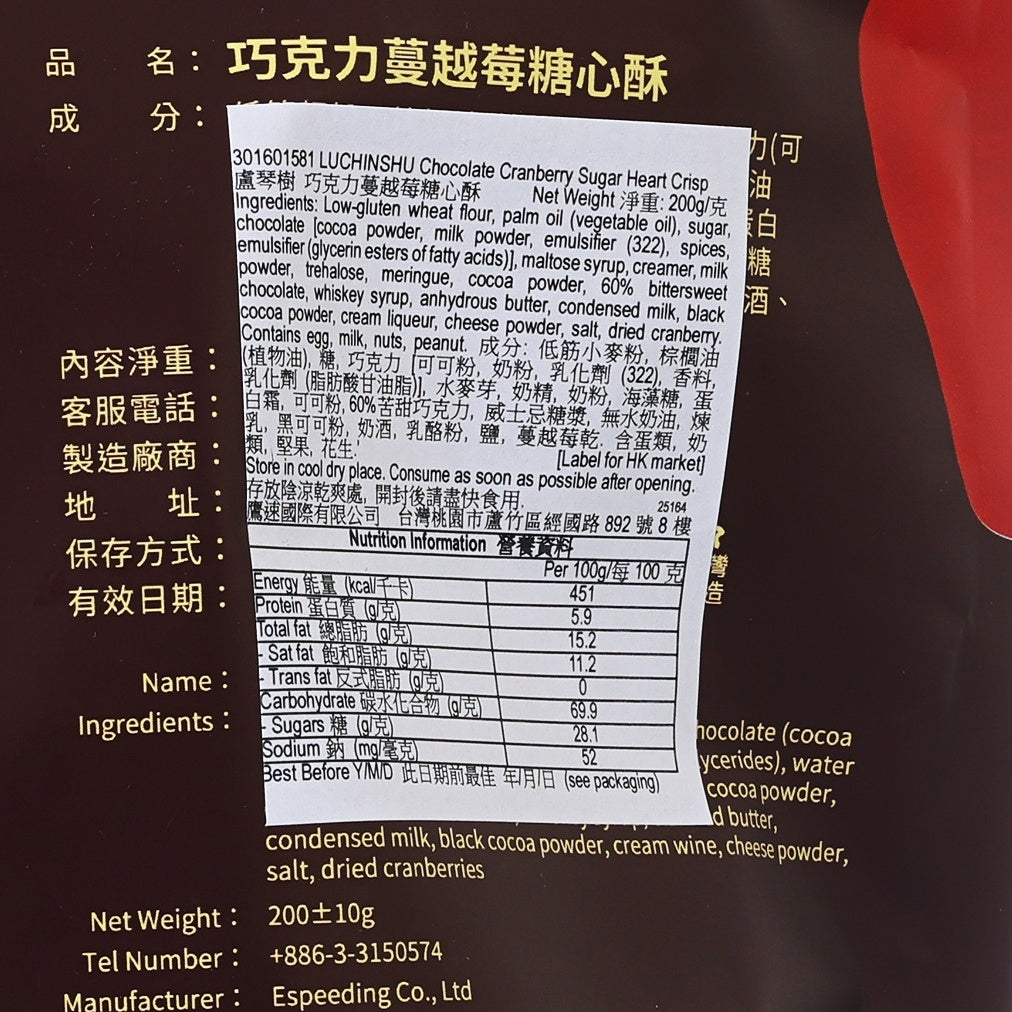 品 名：巧克力蔓越莓糖心酥
成 分：
力(可
油
蛋白
糖
酒、
301601581 LUCHINSHU Chocolate Cranberry Sugar Heart Crisp
盧琴樹 巧克力蔓越莓糖心酥 Net Weight 淨重: 200g/克
Ingredients: Low-gluten wheat flour, palm oil (vegetable oil), sugar,
chocolate [cocoa powder, milk powder, emulsifier (322), spices,
emulsifier (glycerin esters of fatty acids)], maltose syrup, creamer, milk
powder, trehalose, meringue, cocoa powder, 60% bittersweet
chocolate, whiskey syrup, anhydrous butter, condensed milk, black
cocoa powder, cream liqueur, cheese powder, salt, dried cranberry.
Contains egg, milk, nuts, peanut. 成分: 低筋小麥粉, 棕櫚油
(植物油), 糖, 巧克力 [可可粉, 奶粉, 乳化劑 (322), 香料,
乳化劑 (脂肪酸甘油脂)], 水麥芽, 奶精, 奶粉, 海藻糖, 蛋
白霜, 可可粉, 60%苦甜巧克力, 威士忌糖漿, 無水奶油, 煉
乳, 黑可可粉, 奶酒, 乳酪粉, 鹽, 蔓越莓乾. 含蛋類, 奶
類, 堅果, 花生. [Label for HK market]
Store in cool dry place. Consume as soon as possible after opening.
存放陰涼乾爽處, 開封後請盡快食用. 25164
鷹速國際有限公司 台灣桃園市蘆竹區經國路 892 號 8 樓
Nutrition Information 營養資料
Per 100g/每 100 克
Energy 能量 (kcal/千卡) 451
Protein 蛋白質 (g/克) 5.9
Total fat 總脂肪 (g/克) 15.2
- Sat fat 飽和脂肪 (g/克) 11.2
- Trans fat 反式脂肪 (g/克) 0
Carbohydrate 碳水化合物 (g/克) 69.9
- Sugars 糖 (g/克) 28.1
Sodium 鈉 (mg/毫克) 52
Best Before Y/M/D 此日期前最佳 年/月/日 (see packaging)
內容淨重：
客服電話：
製造廠商：
地 址：
保存方式：
有效日期：
灣
造
Name：
Ingredients：
hocolate (cocoa
ycerides), water
cocoa powder,
d butter,
condensed milk, black cocoa powder, cream wine, cheese powder,
salt, dried cranberries
Net Weight： 200±10g
Tel Number： +886-3-3150574
Manufacturer： Espeeding Co., Ltd